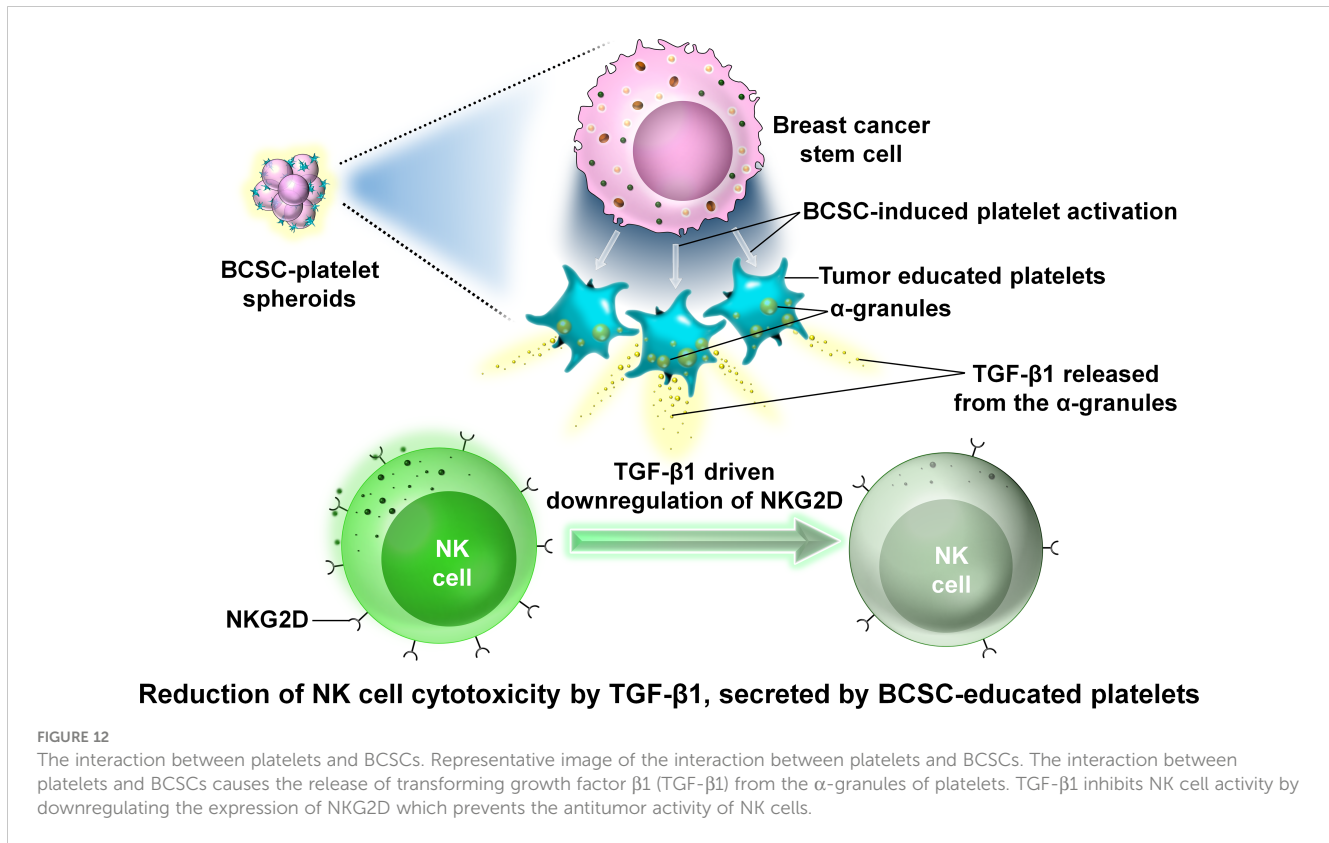 Breast cancer
stem cell
BCSC-induced platelet activation
BCSC-platelet
spheroids
Tumor educated platelets
α-granules
TGF-β1 released
from the α-granules
TGF-β1 driven
downregulation of NKG2D
NK
cell
NK
cell
NKG2D
Reduction of NK cell cytotoxicity by TGF-β1, secreted by BCSC-educated platelets
FIGURE 12
The interaction between platelets and BCSCs. Representative image of the interaction between platelets and BCSCs. The interaction between
platelets and BCSCs causes the release of transforming growth factor β1 (TGF-β1) from the α-granules of platelets. TGF-β1 inhibits NK cell activity by
downregulating the expression of NKG2D which prevents the antitumor activity of NK cells.